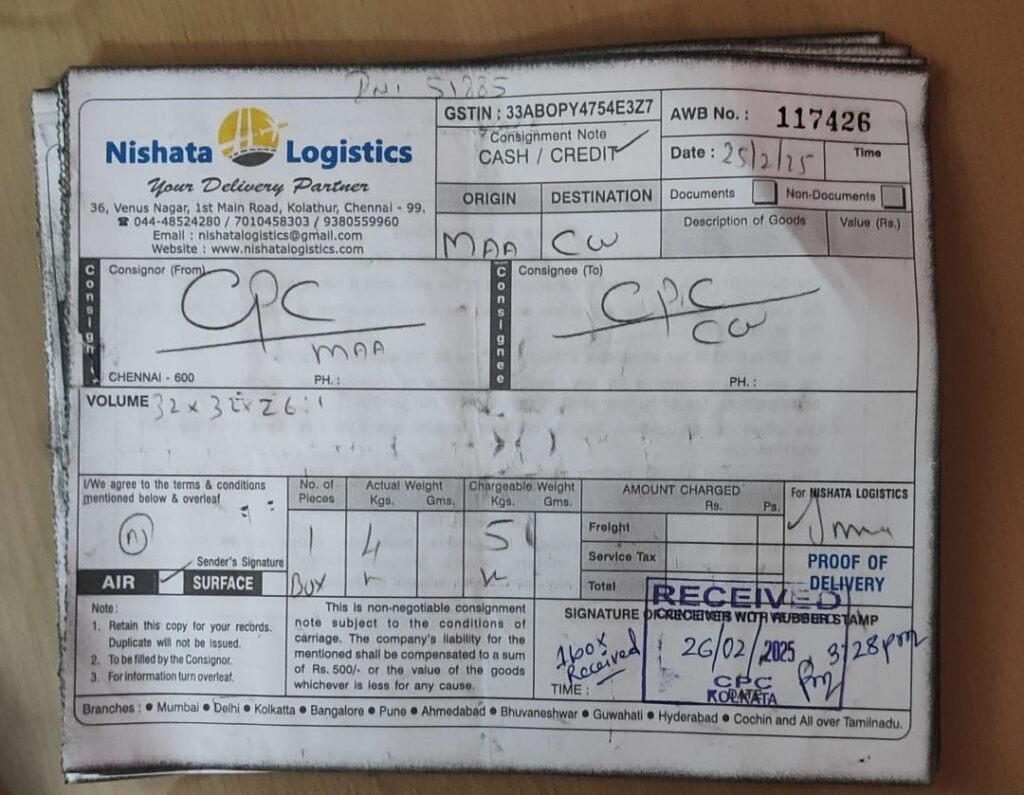 51285
Nishata Logistics
Your Delivery Partner
36, Venus Nagar, 1st Main Road, Kolathur, Chennai - 99.
☎ 044-48524280 / 7010458303 / 9380559960
Email : nishatalogistics@gmail.com
Website : www.nishatalogistics.com
GSTIN : 33ABOPY4754E3Z7
Consignment Note
CASH / CREDIT ✓
ORIGIN DESTINATION
MAA CW
AWB No. : 117426
Date : 25/2/25 Time
Documents Non-Documents
Description of Goods Value (Rs.)
Consignor (From)
CPC
MAA
CHENNAI - 600 PH. :
Consignee
Consignee (To)
CPC
CW
PH. :
VOLUME 32 x 32 x 26
I/We agree to the terms & conditions
mentioned below & overleaf
n
Sender's Signature
AIR ✓ SURFACE
No. of
Pieces
1
Box
Actual Weight
Kgs. Gms.
4
Chargeable Weight
Kgs. Gms.
5
AMOUNT CHARGED
Rs. Ps.
Freight
Service Tax
Total
For NISHATA LOGISTICS
PROOF OF
DELIVERY
Note :
1. Retain this copy for your records.
Duplicate will not be issued.
2. To be filled by the Consignor.
3. For information turn overleaf.
This is non-negotiable consignment
note subject to the conditions of
carriage. The company's liability for the
mentioned shall be compensated to a sum
of Rs. 500/- or the value of the goods
whichever is less for any cause.
SIGNATURE OF RECEIVER WITH RUBBER STAMP
RECEIVED
26/02/2025 3:28pm
CPC
KOLKATA
1 box
Received
TIME : DATE
Branches : ● Mumbai ● Delhi ● Kolkatta ● Bangalore ● Pune ● Ahmedabad ● Bhuvaneshwar ● Guwahati ● Hyderabad ● Cochin and All over Tamilnadu.